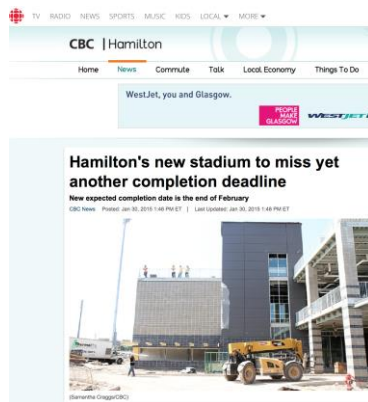 TV RADIO NEWS SPORTS MUSIC KIDS LOCAL MORE
CBC | Hamilton
Home News Commute Talk Local Economy Things To Do
WestJet, you and Glasgow.
PEOPLE
MAKE
GLASGOW
WESTJET
Hamilton's new stadium to miss yet
another completion deadline
New expected completion date is the end of February
CBC News Posted: Jan 30, 2015 1:46 PM ET | Last Updated: Jan 30, 2015 1:46 PM ET
(Samantha Craggs/CBC)